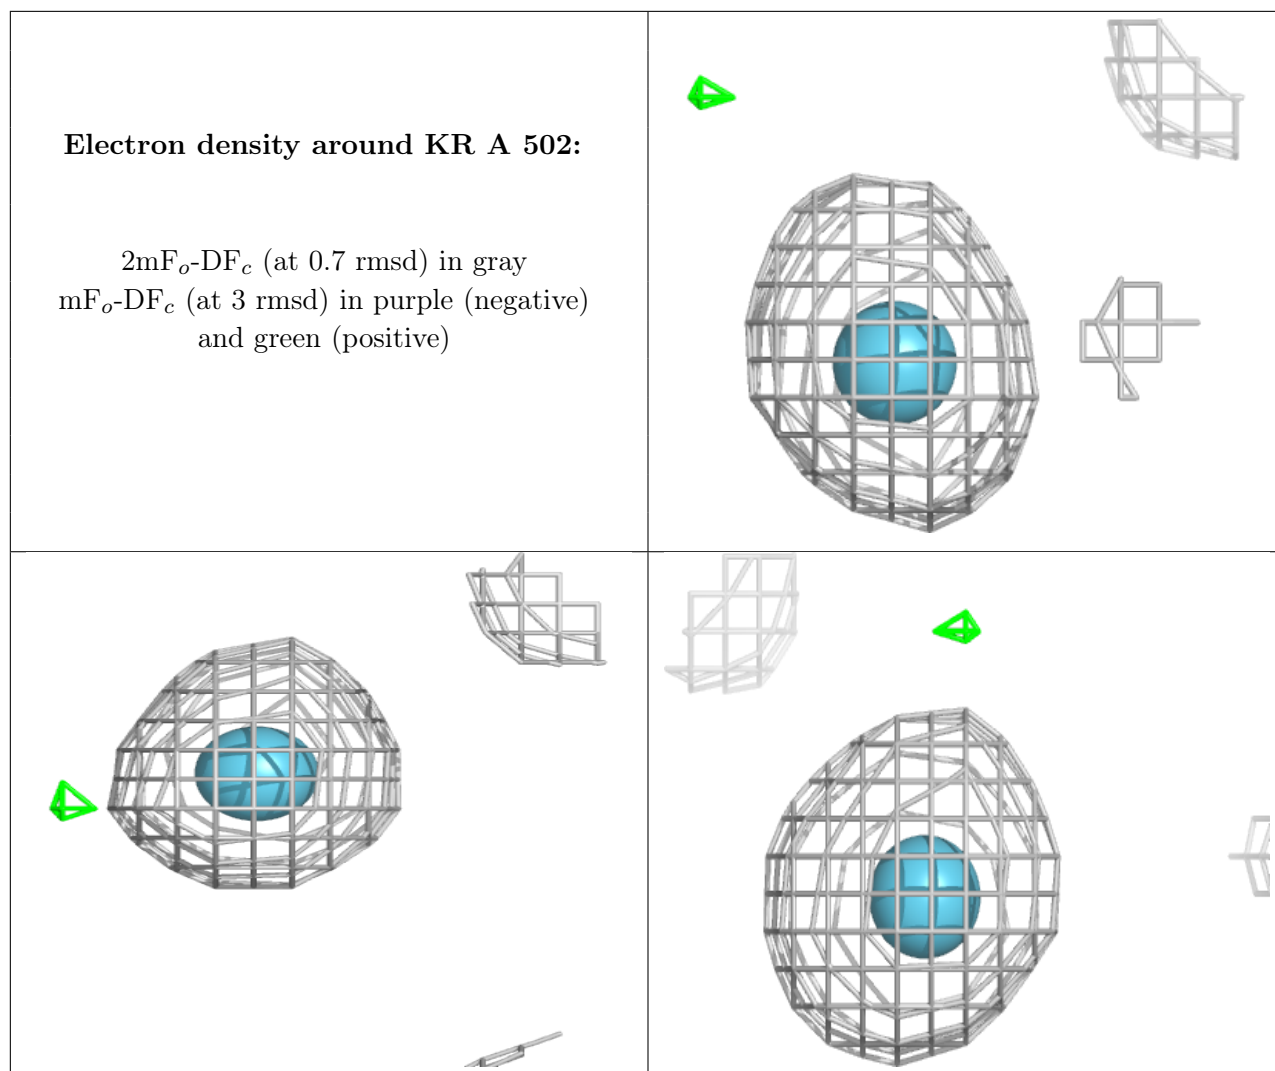 Electron density around KR A 502:
2mFo-DFc (at 0.7 rmsd) in gray
mFo-DFc (at 3 rmsd) in purple (negative)
and green (positive)